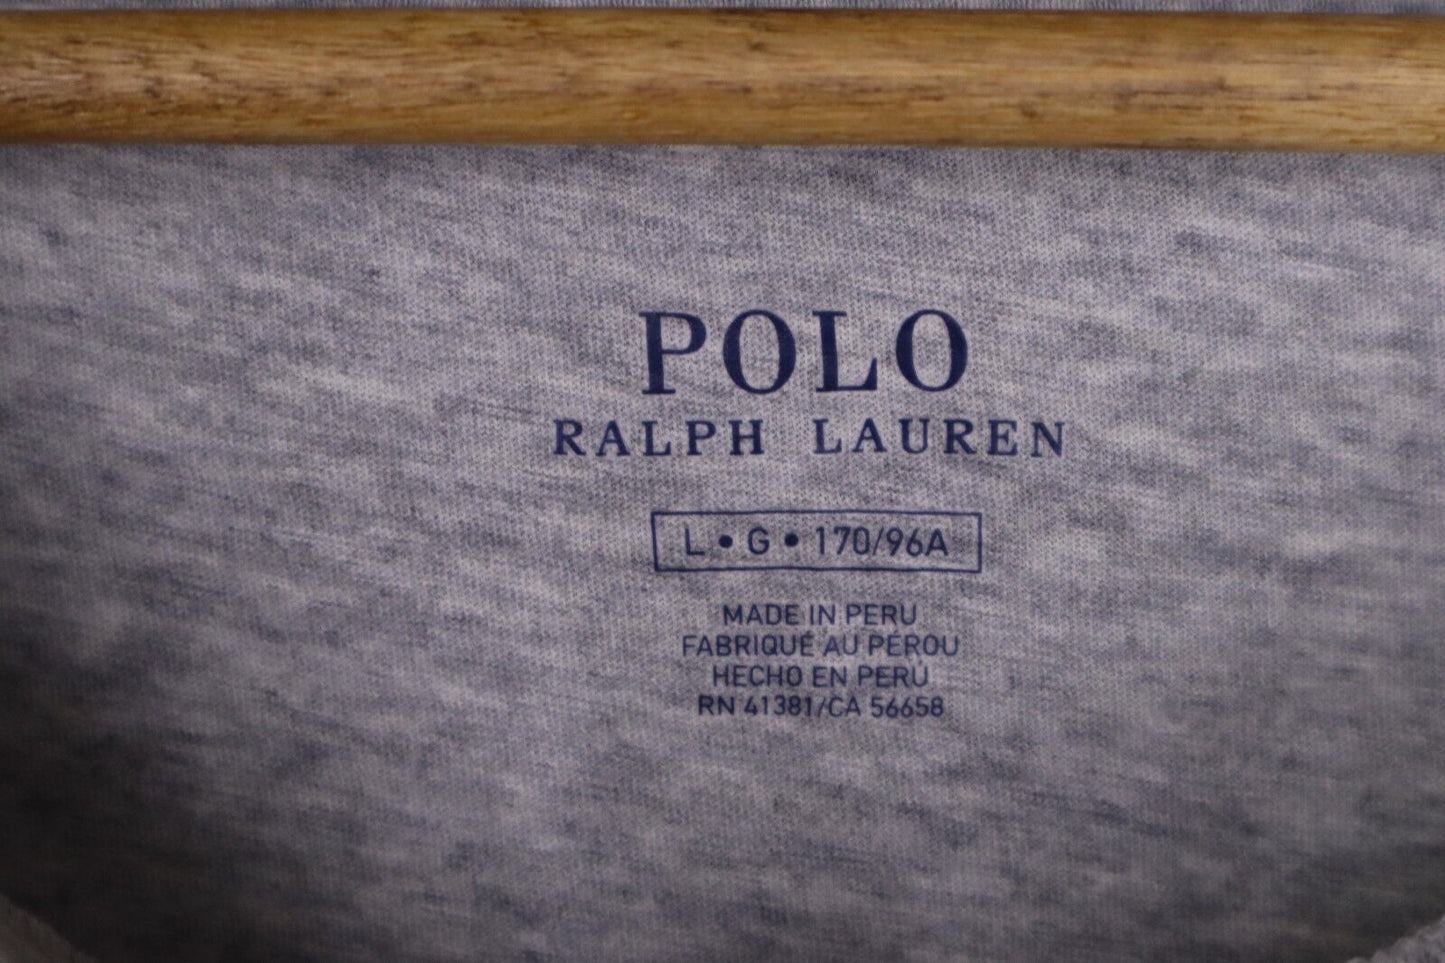 POLO
RALPH LAUREN
L • G • 170/96A
MADE IN PERU
FABRIQUÉ AU PÉROU
HECHO EN PERÚ
RN 41381/CA 56658